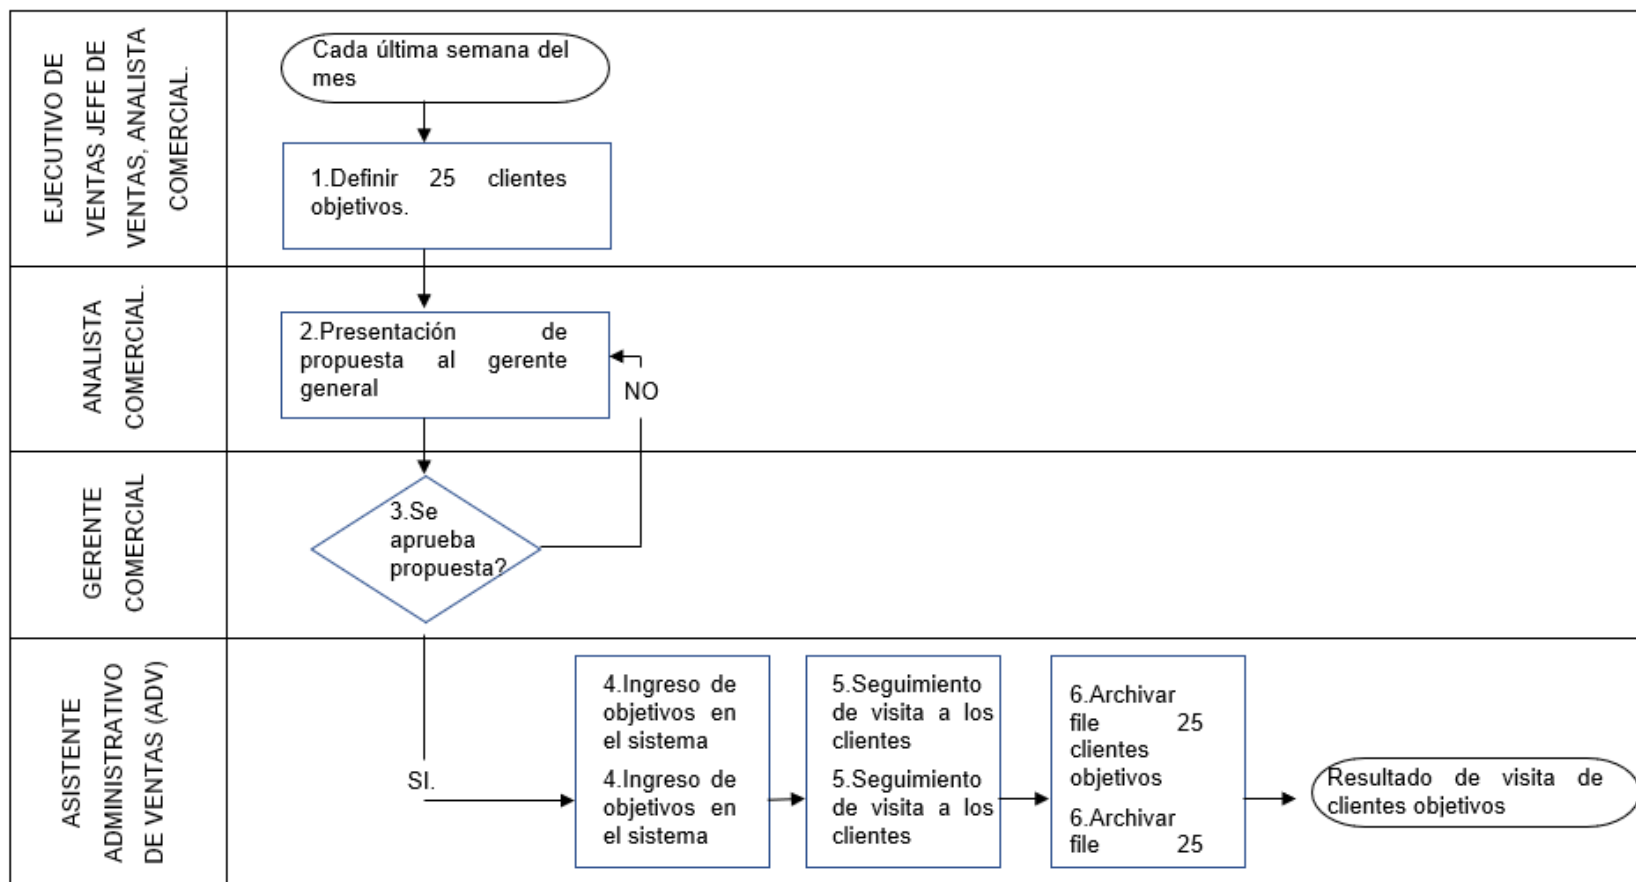 EJECUTIVO DE
VENTAS JEFE DE
VENTAS, ANALISTA
COMERCIAL.
Cada última semana del
mes
1.Definir 25 clientes
objetivos.
ANALISTA
COMERCIAL.
2.Presentación de
propuesta al gerente
general
NO
GERENTE
COMERCIAL
3.Se
aprueba
propuesta?
ASISTENTE
ADMINISTRATIVO
DE VENTAS (ADV)
SI.
4.Ingreso de
objetivos en
el sistema
4.Ingreso de
objetivos en
el sistema
5.Seguimiento
de visita a los
clientes
5.Seguimiento
de visita a los
clientes
6.Archivar
file 25
clientes
objetivos
6.Archivar
file 25
Resultado de visita de
clientes objetivos